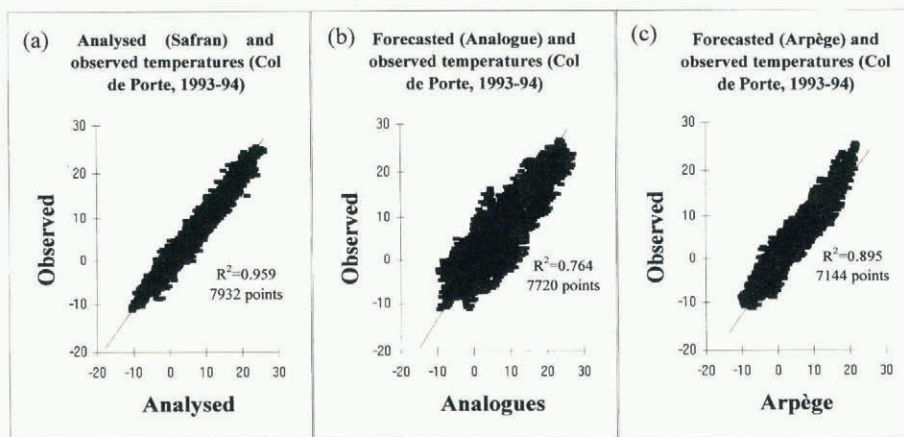 (a)
Analysed (Safran) and
observed temperatures (Col
de Porte, 1993-94)
30
20
10
0
-10
-20
Observed
R²=0.959
7932 points
-20 -10 0 10 20 30
Analysed
(b)
Forecasted (Analogue) and
observed temperatures (Col
de Porte, 1993-94)
30
20
10
0
-10
-20
Observed
R²=0.764
7720 points
-20 -10 0 10 20 30
Analogues
(c)
Forecasted (Arpège) and
observed temperatures (Col
de Porte, 1993-94)
30
20
10
0
-10
-20
Observed
R²=0.895
7144 points
-20 -10 0 10 20 30
Arpège